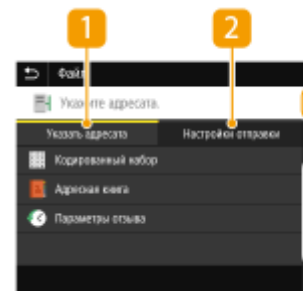 1 2
Файл
Укажите адресата.
Указать адресата Настройки отправки
Кодированный набор
Адресная книга
Параметры отзыва